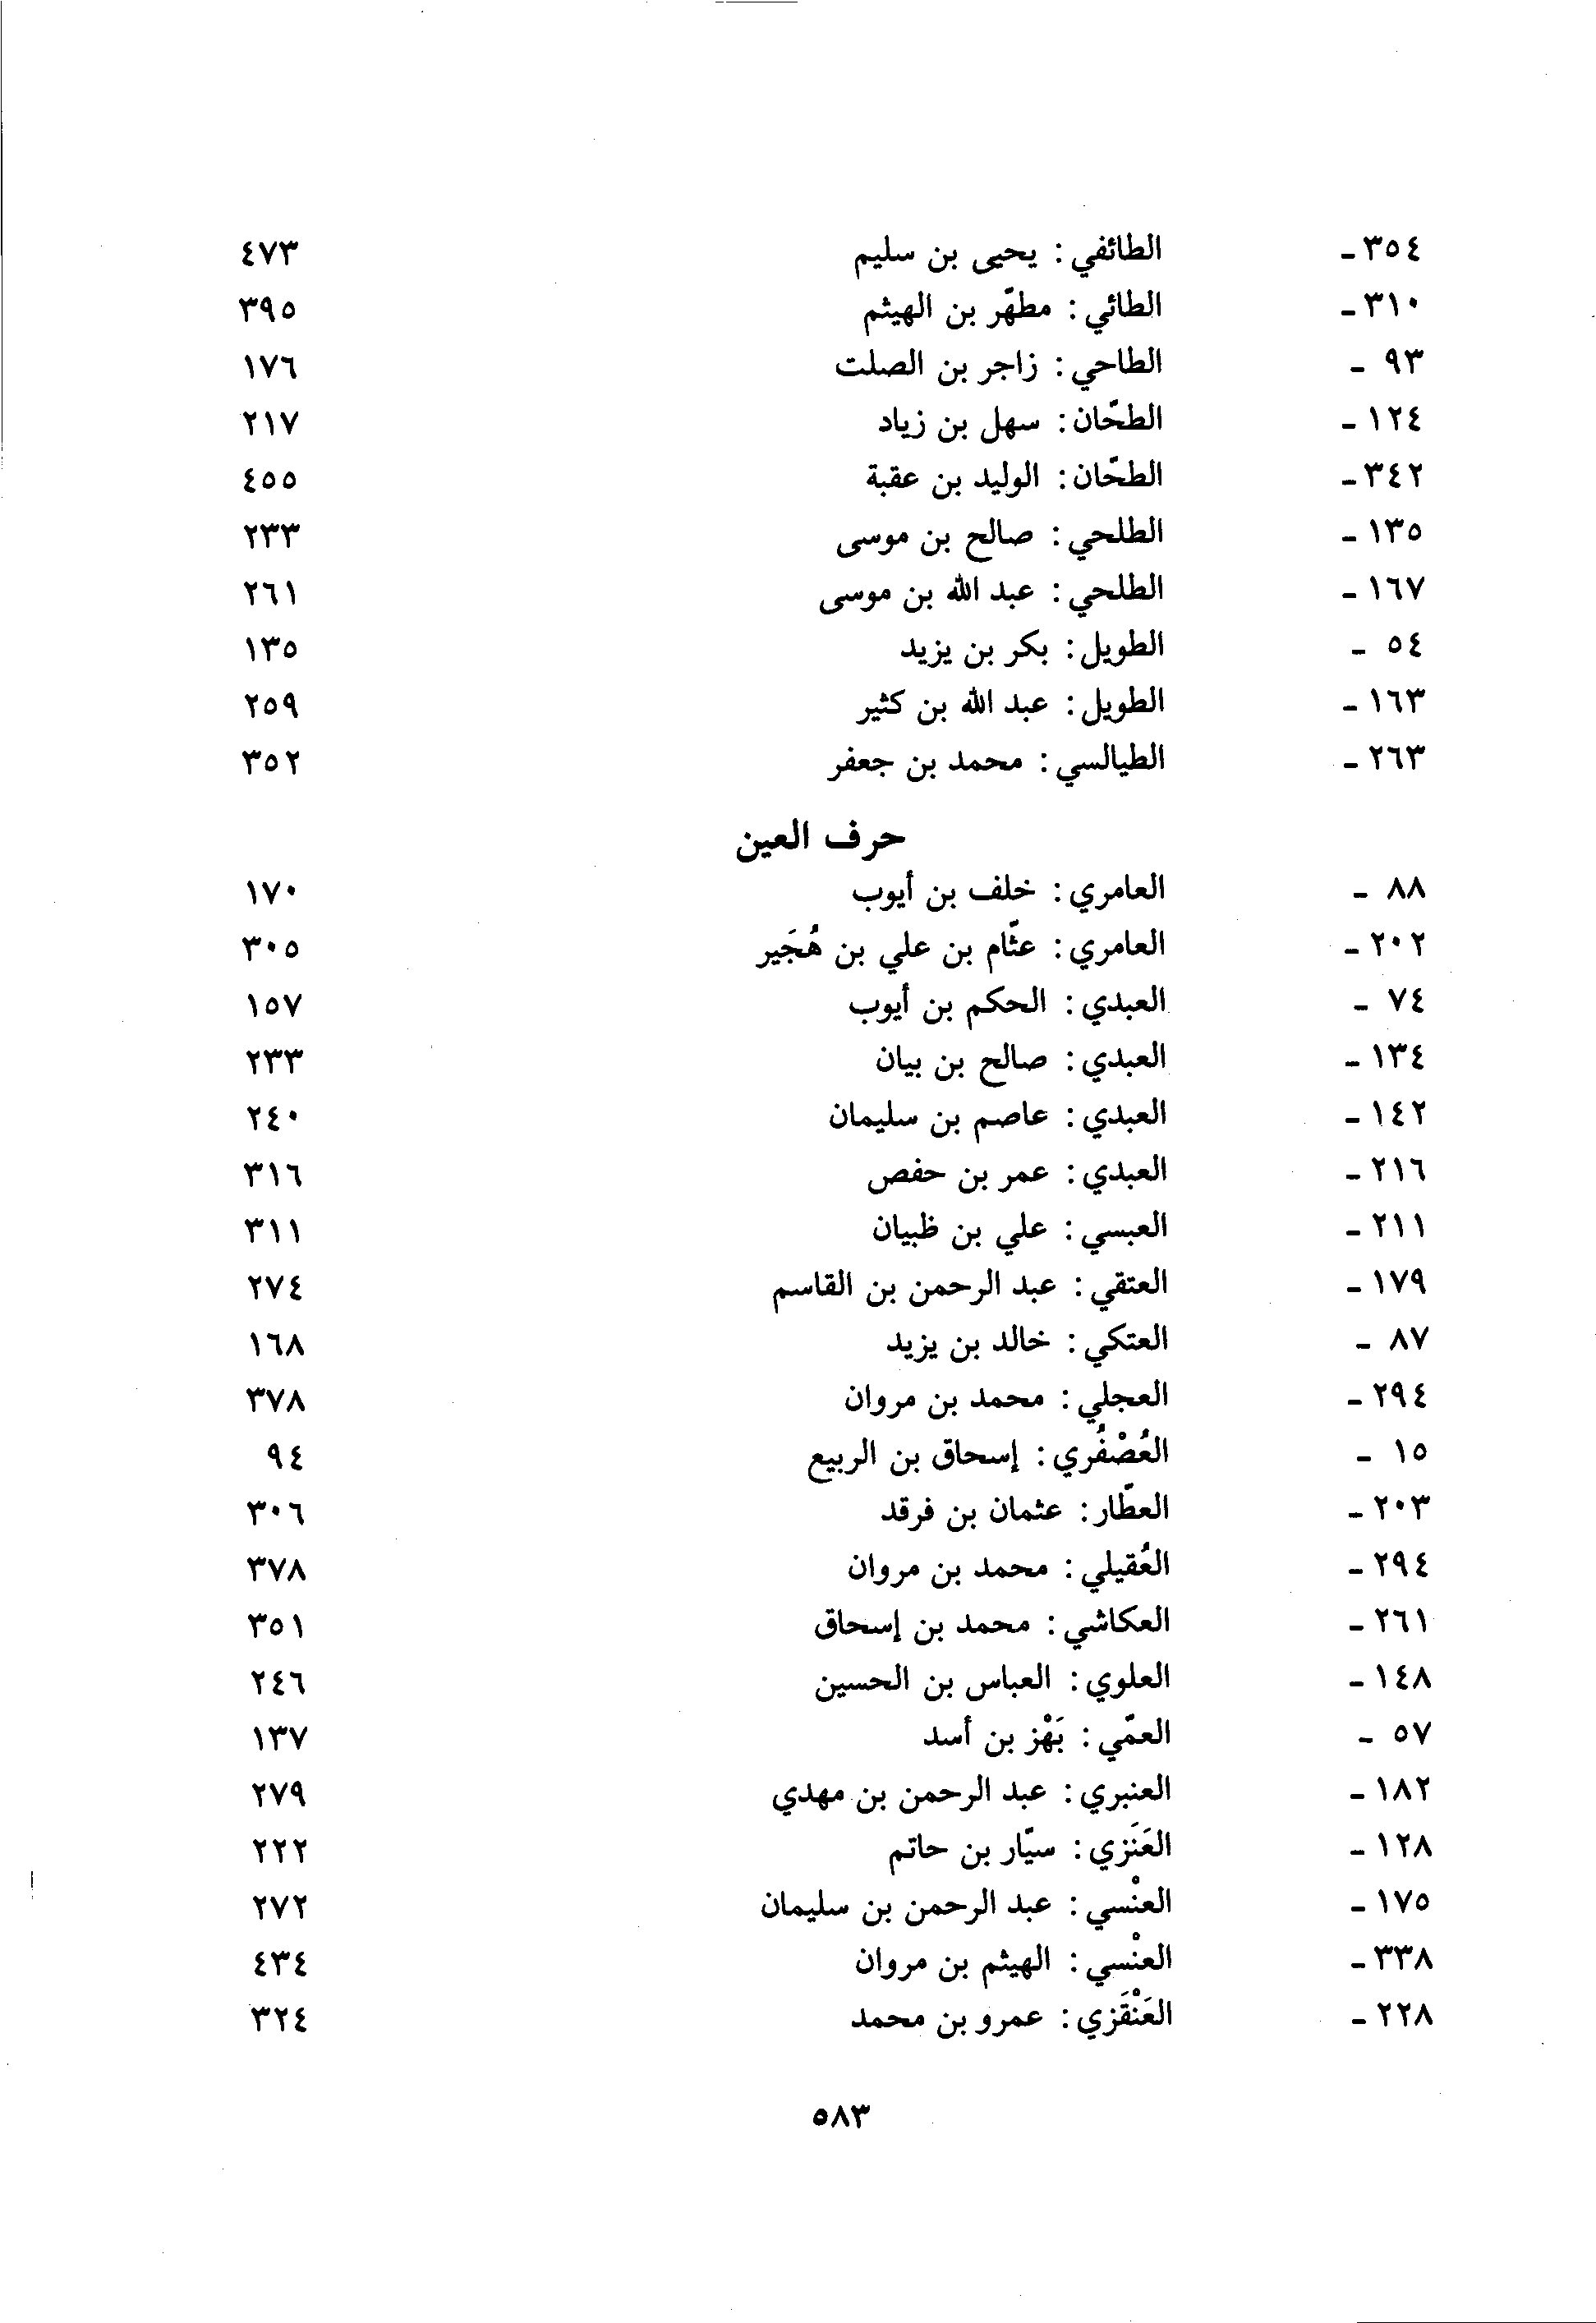 ٣٥٤ - الطائفي : يحيى بن سليم ٤٧٣
٣١٠ - الطائي : مطهّر بن الهيثم ٣٩٥
٩٣ - الطاحي : زاجر بن الصلت ١٧٦
١٢٤ - الطحّان : سهل بن زياد ٢١٧
٣٤٢ - الطحّان : الوليد بن عقبة ٤٥٥
١٣٥ - الطلحي : صالح بن موسى ٢٣٣
١٦٧ - الطلحي : عبد الله بن موسى ٢٦١
٥٤ - الطويل : بكر بن يزيد ١٣٥
١٦٣ - الطويل : عبد الله بن كثير ٢٥٩
٢٦٣ - الطيالسي : محمد بن جعفر ٣٥٢
حرف العين
٨٨ - العامري : خلف بن أيوب ١٧٠
٢٠٢ - العامري : عثّام بن علي بن هُجَير ٣٠٥
٧٤ - العبدي : الحكم بن أيوب ١٥٧
١٣٤ - العبدي : صالح بن بيان ٢٣٣
١٤٢ - العبدي : عاصم بن سليمان ٢٤٠
٢١٦ - العبدي : عمر بن حفص ٣١٦
٢١١ - العبسي : علي بن ظبيان ٣١١
١٧٩ - العتقي : عبد الرحمن بن القاسم ٢٧٤
٨٧ - العتكي : خالد بن يزيد ١٦٨
٢٩٤ - العجلي : محمد بن مروان ٣٧٨
١٥ - العُصْفُري : إسحاق بن الربيع ٩٤
٢٠٣ - العطّار : عثمان بن فرقد ٣٠٦
٢٩٤ - العُقيلي : محمد بن مروان ٣٧٨
٢٦١ - العكاشي : محمد بن إسحاق ٣٥١
١٤٨ - العلوي : العباس بن الحسين ٢٤٦
٥٧ - العمّي : بَهْز بن أسد ١٣٧
١٨٢ - العنبري : عبد الرحمن بن مهدي ٢٧٩
١٢٨ - العَنَزي : سيّار بن حاتم ٢٢٢
١٧٥ - العنْسي : عبد الرحمن بن سليمان ٢٧٢
٣٣٨ - العنْسي : الهيثم بن مروان ٤٣٤
٢٢٨ - العَنْقَزي : عمرو بن محمد ٣٢٤
٥٨٣